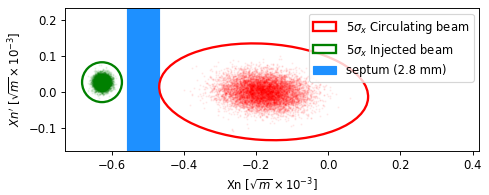 5σₓ Circulating beam
5σₓ Injected beam
septum (2.8 mm)
Xn′ [√m × 10⁻³]
0.2
0.1
0.0
−0.1
−0.6
−0.4
−0.2
0.0
0.2
0.4
Xn [√m × 10⁻³]